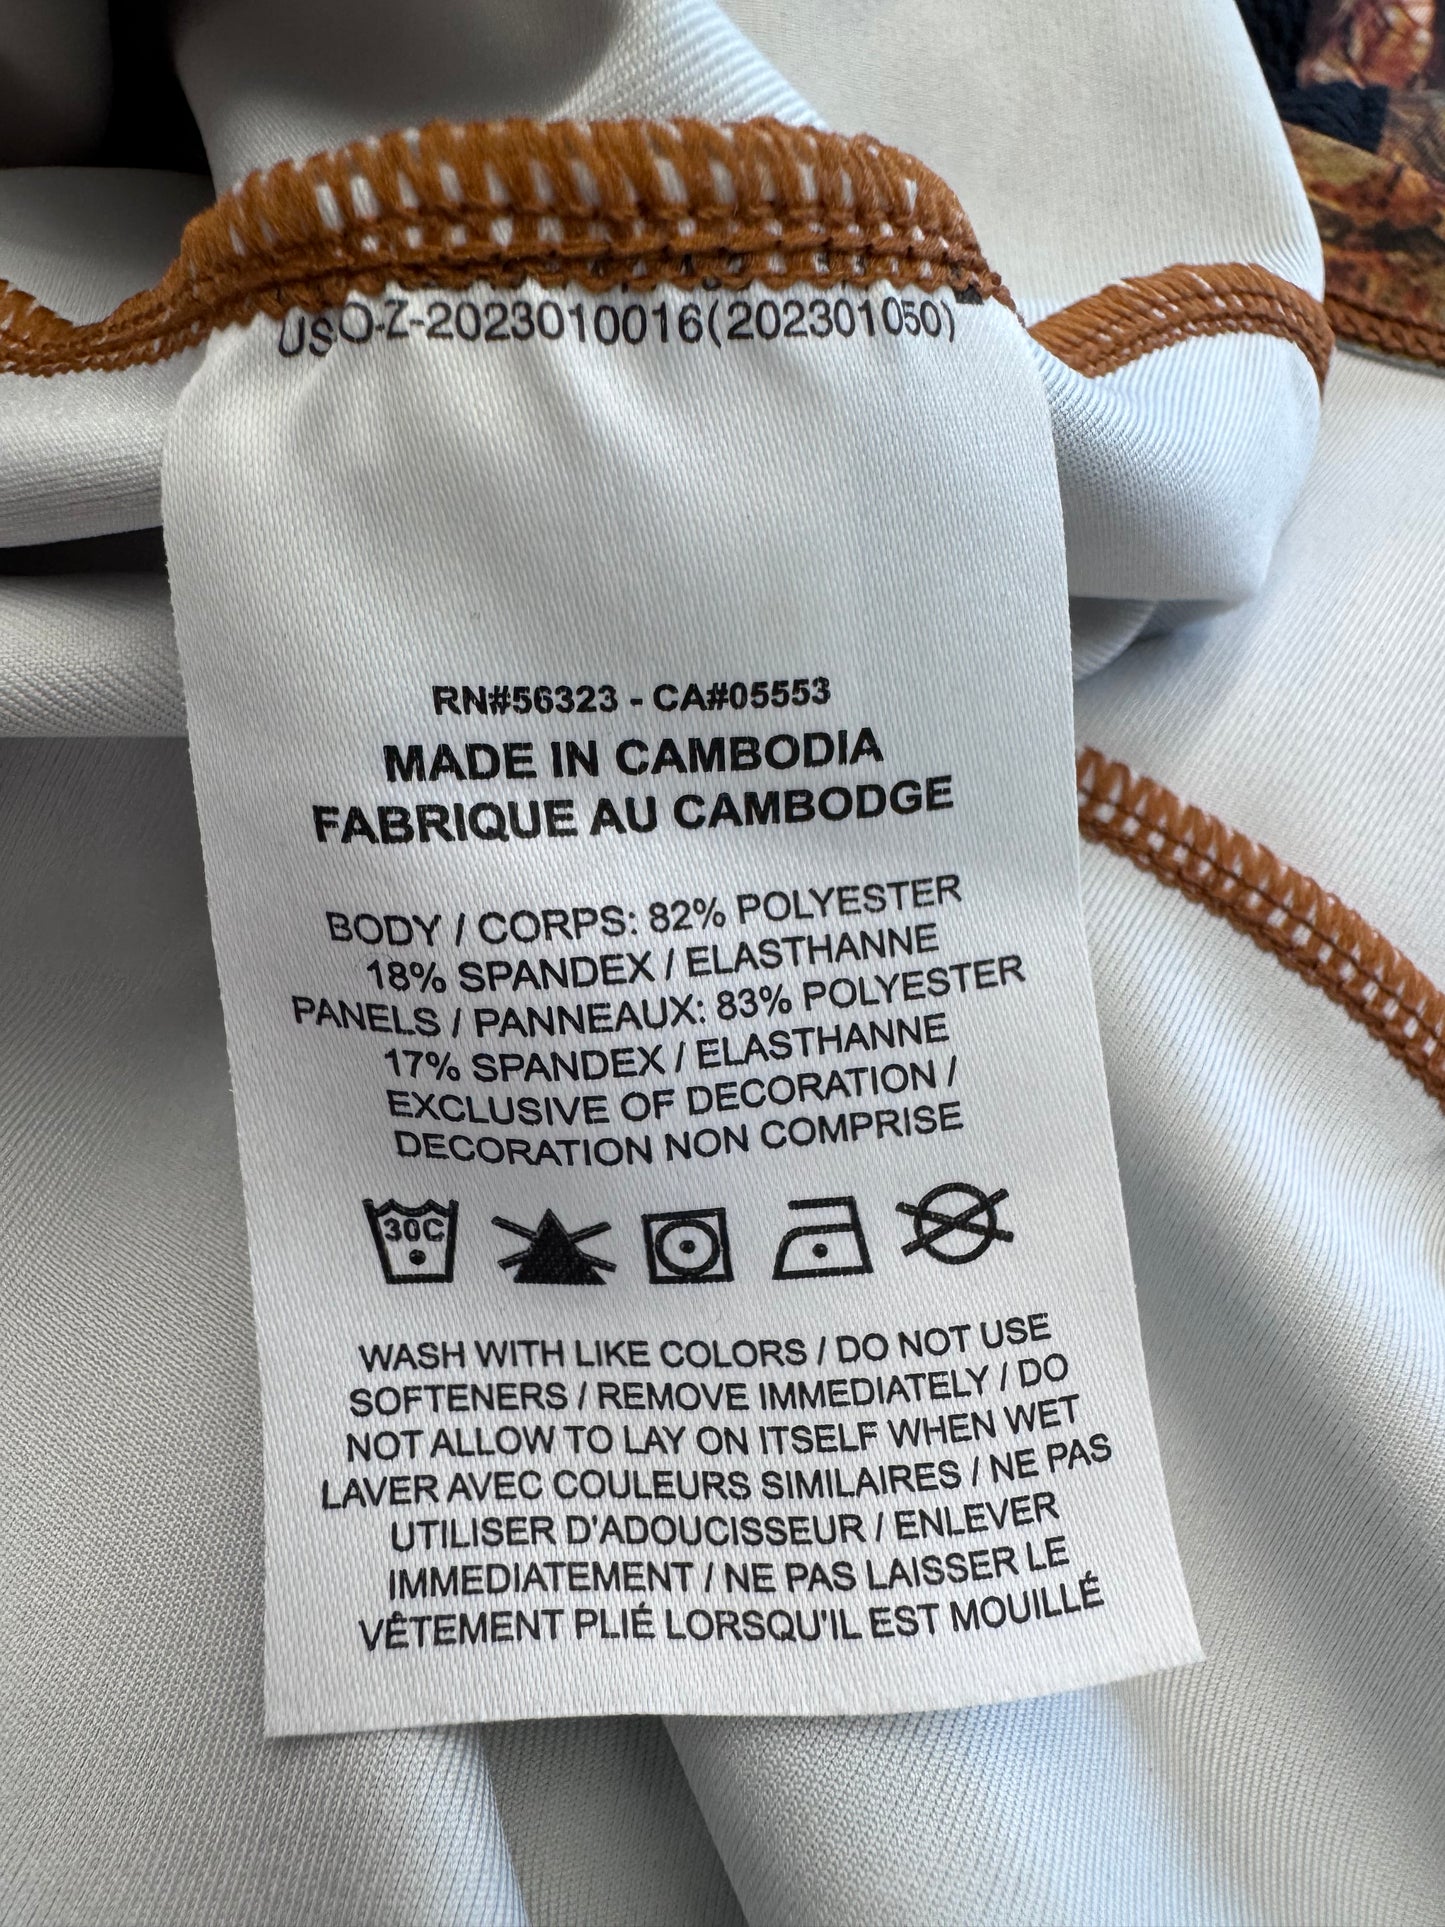 USO-Z-2023010016(202301050)
RN#56323 - CA#05553
MADE IN CAMBODIA
FABRIQUE AU CAMBODGE
BODY / CORPS: 82% POLYESTER
18% SPANDEX / ELASTHANNE
PANELS / PANNEAUX: 83% POLYESTER
17% SPANDEX / ELASTHANNE
EXCLUSIVE OF DECORATION /
DECORATION NON COMPRISE
30C
WASH WITH LIKE COLORS / DO NOT USE
SOFTENERS / REMOVE IMMEDIATELY / DO
NOT ALLOW TO LAY ON ITSELF WHEN WET
LAVER AVEC COULEURS SIMILAIRES / NE PAS
UTILISER D'ADOUCISSEUR / ENLEVER
IMMEDIATEMENT / NE PAS LAISSER LE
VÊTEMENT PLIÉ LORSQU'IL EST MOUILLÉ